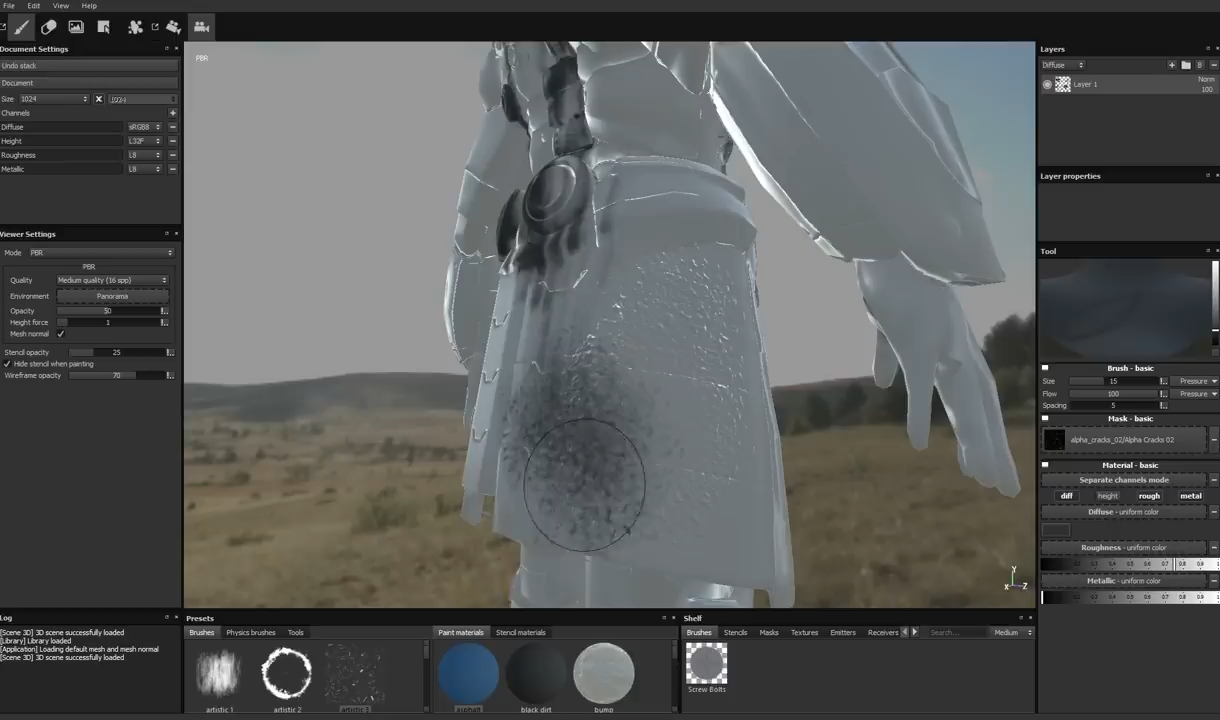 File Edit View Help
Document Settings
Undo stack
Document
Size 1024 1024
Channels
Diffuse sRGB8
Height L32F
Roughness L8
Metallic L8
Viewer Settings
Mode PBR
PBR
Quality Medium quality (16 spp)
Environment Panorama
Opacity 50
Height force 1
Mesh normal
Stencil opacity 25
Hide stencil when painting
Wireframe opacity 70
Log
[Scene 3D] 3D scene successfully loaded
[Library] Library loaded
[Application] Loading default mesh and mesh normal
[Scene 3D] 3D scene successfully loaded
PBR
Y
X Z
Presets
Brushes Physics brushes Tools
artistic 1 artistic 2 artistic 3
Paint materials Stencil materials
asphalt black dirt bump
Shelf
Brushes Stencils Masks Textures Emitters Receivers Search... Medium
Screw Bolts
Layers
Diffuse
Layer 1 Norm
100
Layer properties
Tool
Brush - basic
Size 15 Pressure
Flow 100 Pressure
Spacing 5
Mask - basic
alpha_cracks_02/Alpha Cracks 02
Material - basic
Separate channels mode
diff height rough metal
Diffuse - uniform color
Roughness - uniform color
Metallic - uniform color